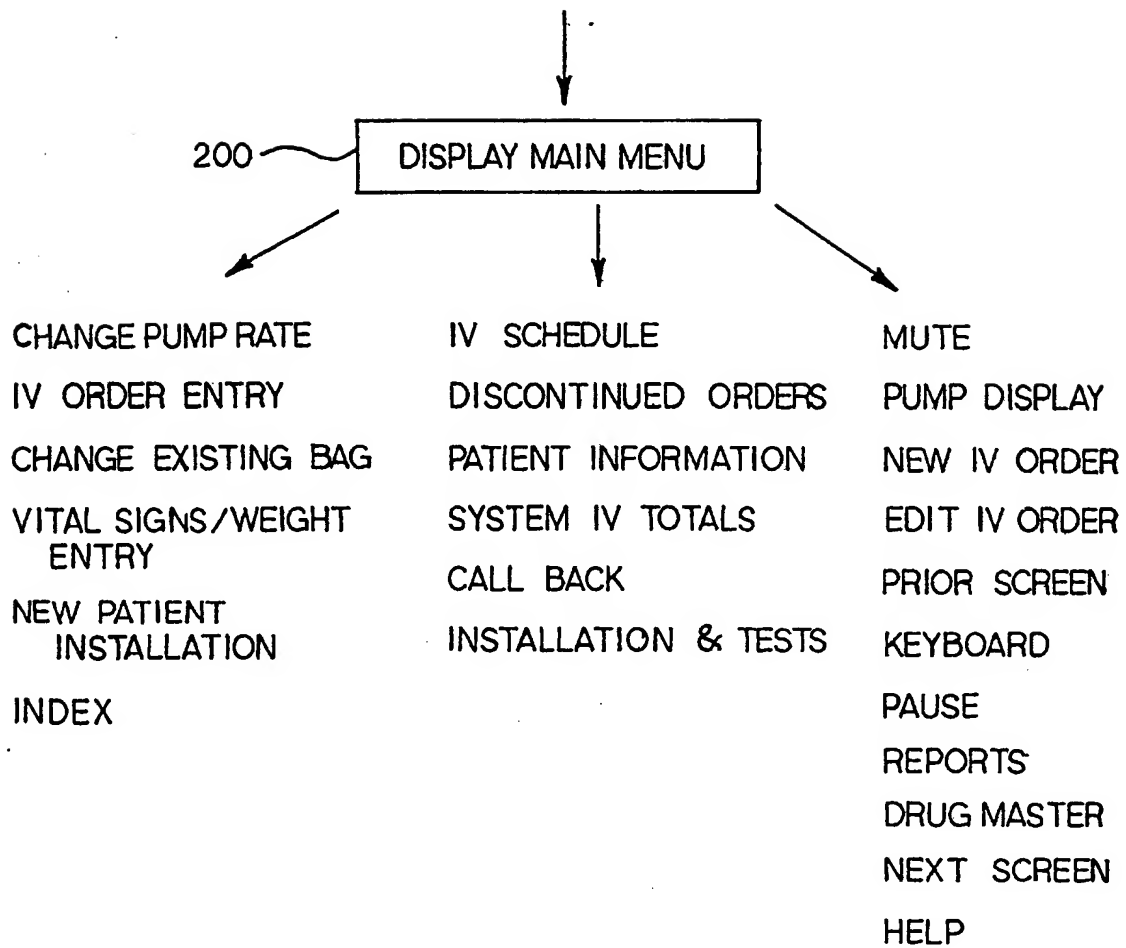 200
DISPLAY MAIN MENU
CHANGE PUMP RATE
IV ORDER ENTRY
CHANGE EXISTING BAG
VITAL SIGNS/WEIGHT
ENTRY
NEW PATIENT
INSTALLATION
INDEX
IV SCHEDULE
DISCONTINUED ORDERS
PATIENT INFORMATION
SYSTEM IV TOTALS
CALL BACK
INSTALLATION & TESTS
MUTE
PUMP DISPLAY
NEW IV ORDER
EDIT IV ORDER
PRIOR SCREEN
KEYBOARD
PAUSE
REPORTS
DRUG MASTER
NEXT SCREEN
HELP